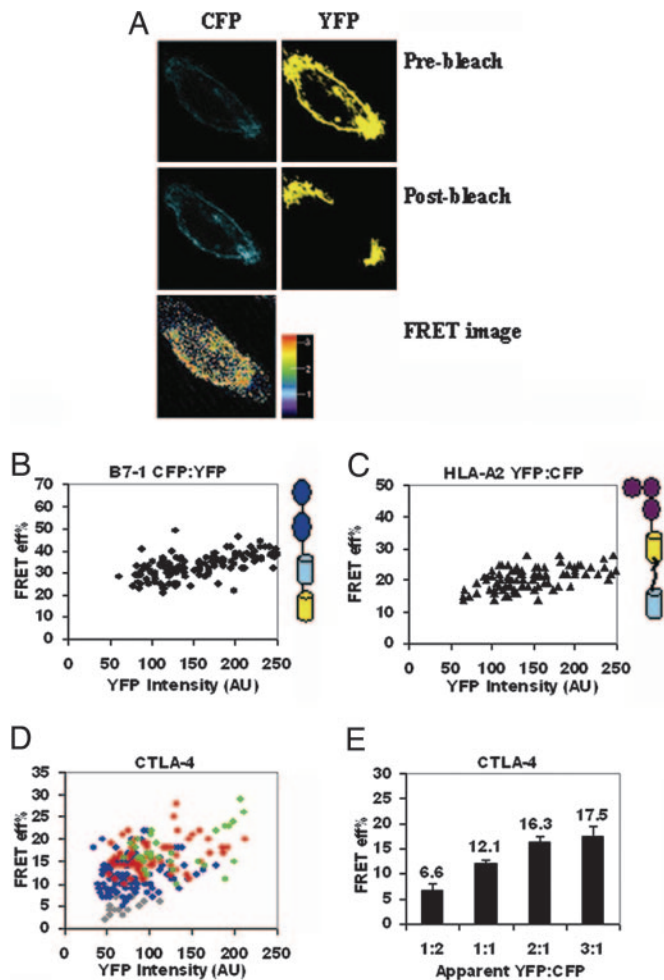 A
CFP YFP
Pre-bleach
Post-bleach
FRET image
3
2
1
B
B7-1 CFP:YFP
FRET eff%
70
60
50
40
30
20
10
0
0 50 100 150 200 250
YFP Intensity (AU)
C
HLA-A2 YFP:CFP
FRET eff%
50
40
30
20
10
0
0 50 100 150 200 250
YFP Intensity (AU)
D
CTLA-4
FRET eff%
35
30
25
20
15
10
5
0
0 50 100 150 200 250
YFP Intensity (AU)
E
CTLA-4
FRET eff%
30
25
20
15
10
5
0
6.6 12.1 16.3 17.5
1:2 1:1 2:1 3:1
Apparent YFP:CFP